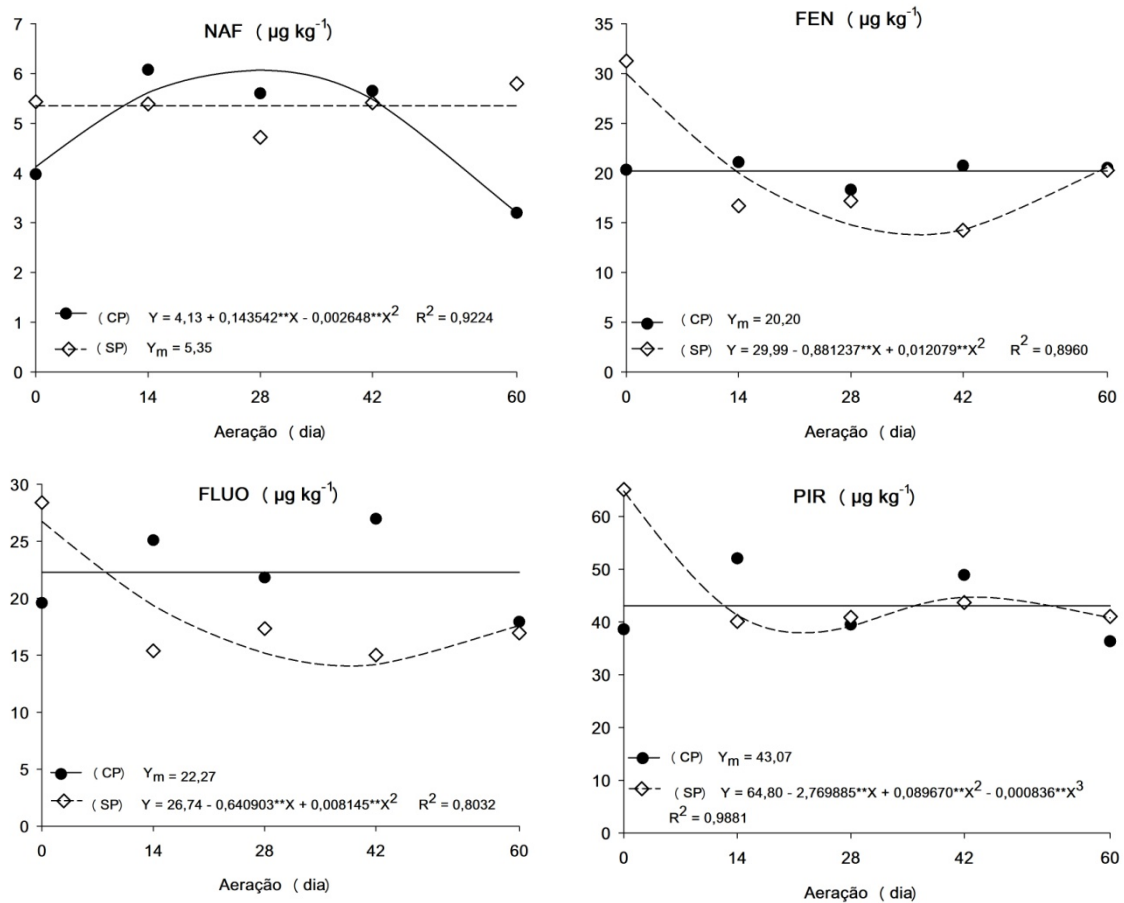 NAF ( µg kg⁻¹)
7
6
5
4
3
2
1
0
( CP) Y = 4,13 + 0,143542**X - 0,002648**X² R² = 0,9224
( SP) Yₘ = 5,35
0 14 28 42 60
Aeração ( dia)
FEN ( µg kg⁻¹)
35
30
25
20
15
10
5
0
( CP) Yₘ = 20,20
( SP) Y = 29,99 - 0,881237**X + 0,012079**X² R² = 0,8960
0 14 28 42 60
Aeração ( dia)
FLUO ( µg kg⁻¹)
30
25
20
15
10
5
0
( CP) Yₘ = 22,27
( SP) Y = 26,74 - 0,640903**X + 0,008145**X² R² = 0,8032
0 14 28 42 60
Aeração ( dia)
PIR ( µg kg⁻¹)
60
50
40
30
20
10
0
( CP) Yₘ = 43,07
( SP) Y = 64,80 - 2,769885**X + 0,089670**X² - 0,000836**X³
R² = 0,9881
0 14 28 42 60
Aeração ( dia)